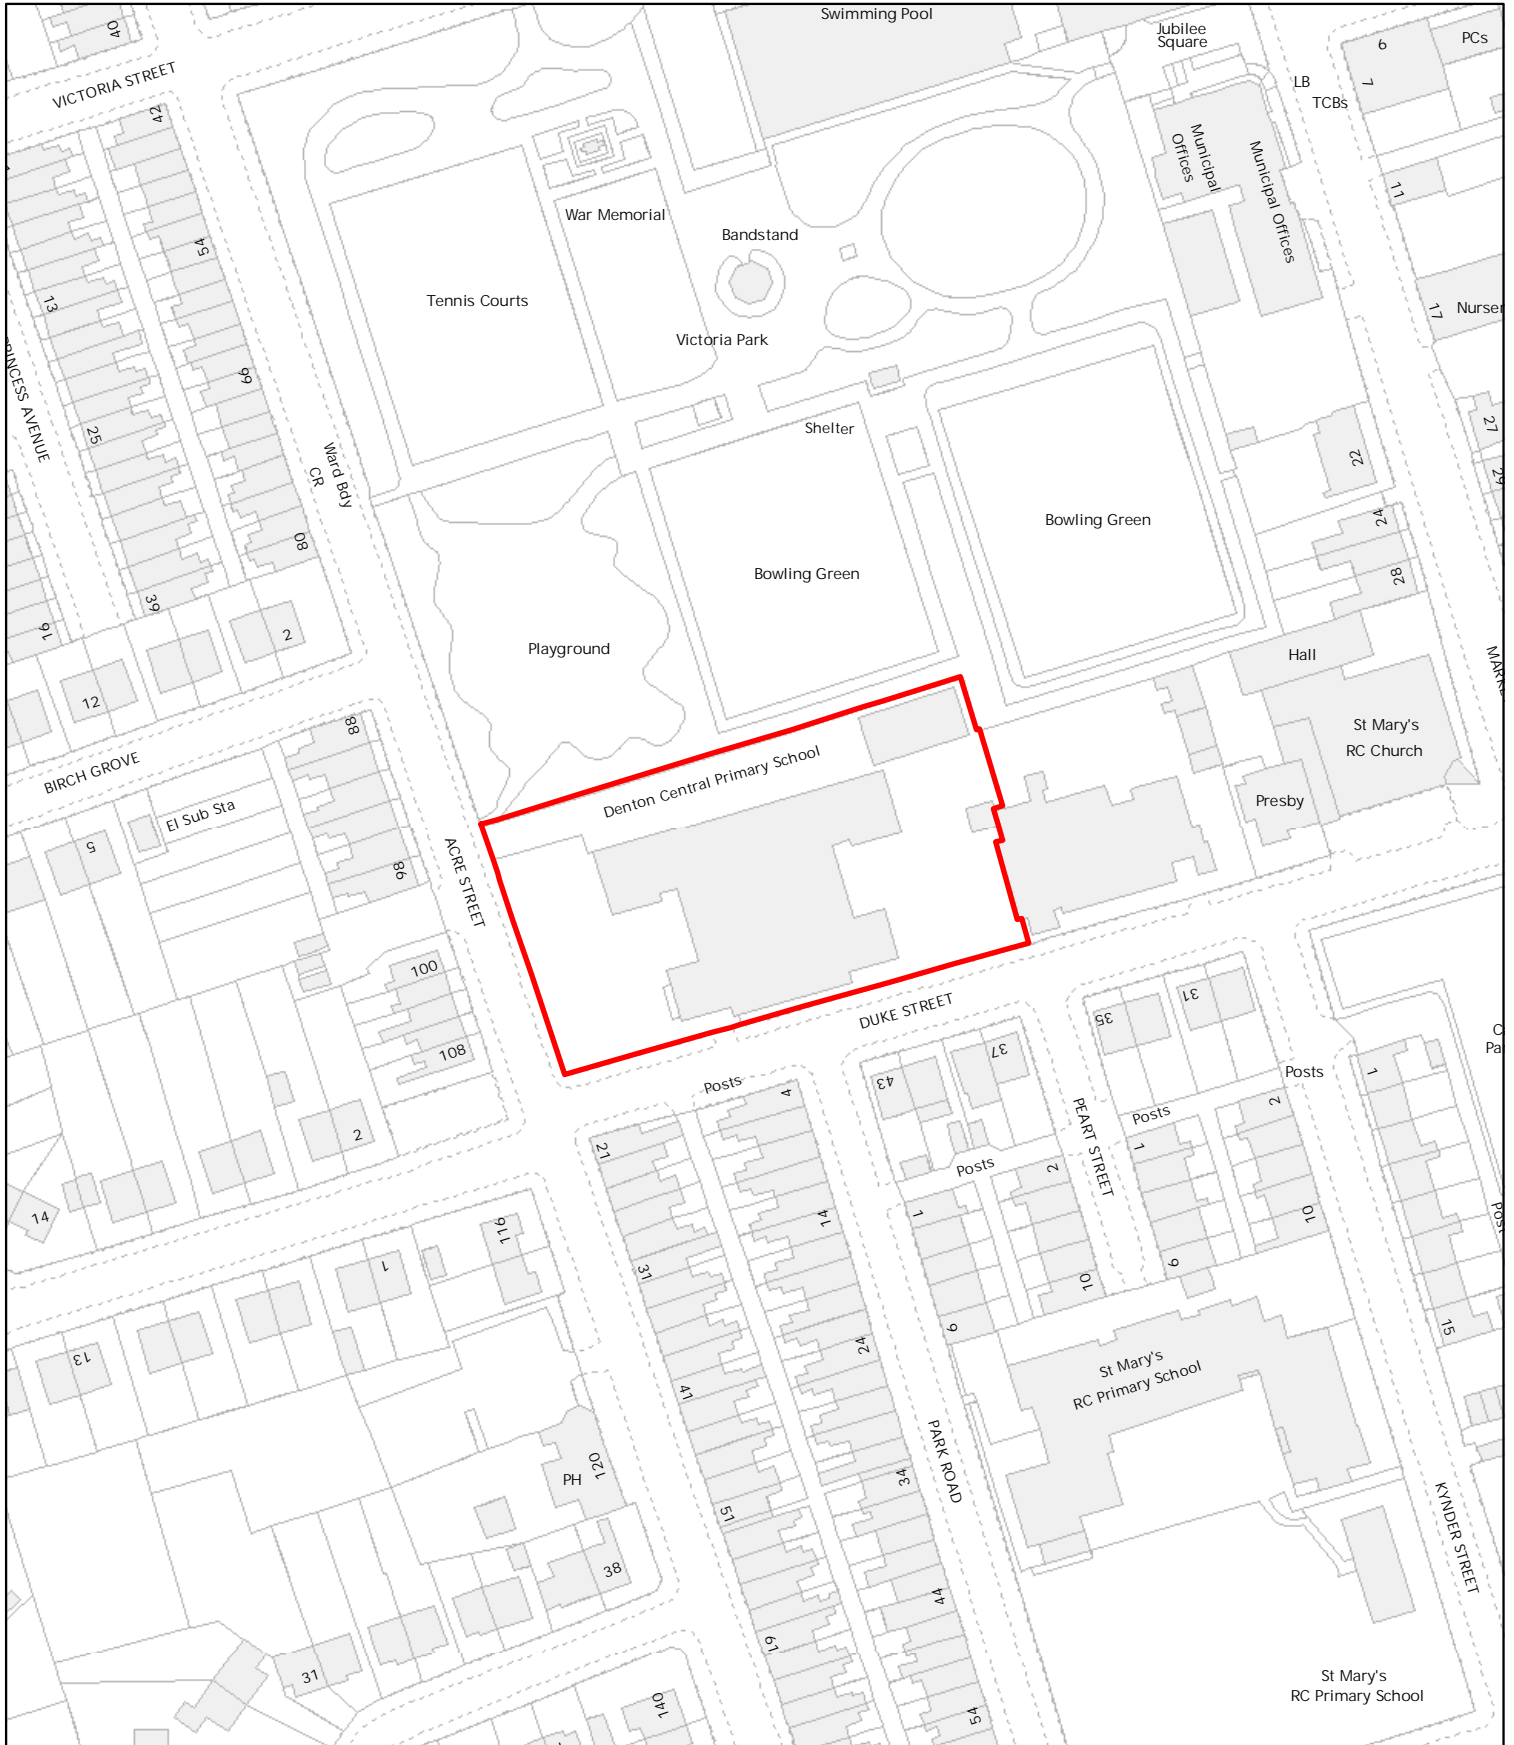 Swimming Pool
40
Jubilee
Square
6
PCs
VICTORIA STREET
LB
7
TCBs
42
Municipal
Offices
Municipal Offices
11
War Memorial
54
Bandstand
13
Tennis Courts
17
Victoria Park
66
PRINCESS AVENUE
25
Shelter
27
22
29
Ward Bdy
CR
Bowling Green
24
80
Bowling Green
28
39
16
2
Playground
Hall
12
88
St Mary's
RC Church
BIRCH GROVE
Denton Central Primary School
El Sub Sta
Presby
5
98
ACRE STREET
100
31
35
DUKE STREET
108
37
43
Posts
4
Posts
1
2
PEART STREET
Posts
2
21
1
Posts
2
14
116
1
14
10
31
1
9
10
13
9
15
24
St Mary's
RC Primary School
41
PARK ROAD
120
PH
34
51
KYNDER STREET
38
44
61
31
St Mary's
RC Primary School
140
54